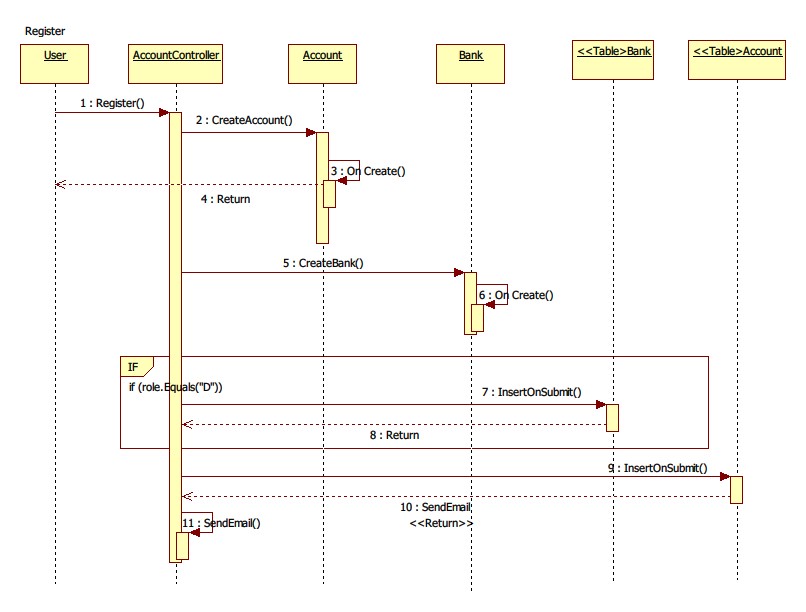 Register
User
AccountController
Account
Bank
<<Table>Bank
<<Table>Account
1 : Register()
2 : CreateAccount()
3 : On Create()
4 : Return
5 : CreateBank()
6 : On Create()
IF
if (role.Equals("D"))
7 : InsertOnSubmit()
8 : Return
9 : InsertOnSubmit()
10 : SendEmail
<<Return>>
11 : SendEmail()